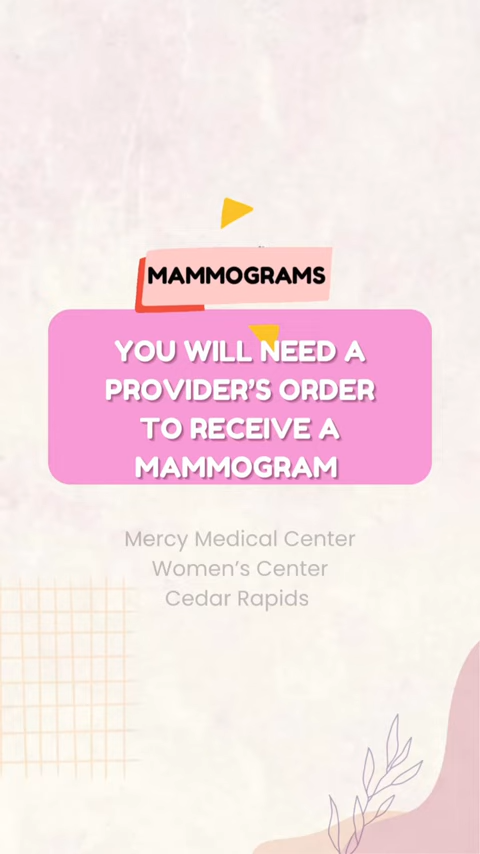 MAMMOGRAMS
YOU WILL NEED A
PROVIDER'S ORDER
TO RECEIVE A
MAMMOGRAM
Mercy Medical Center
Women's Center
Cedar Rapids